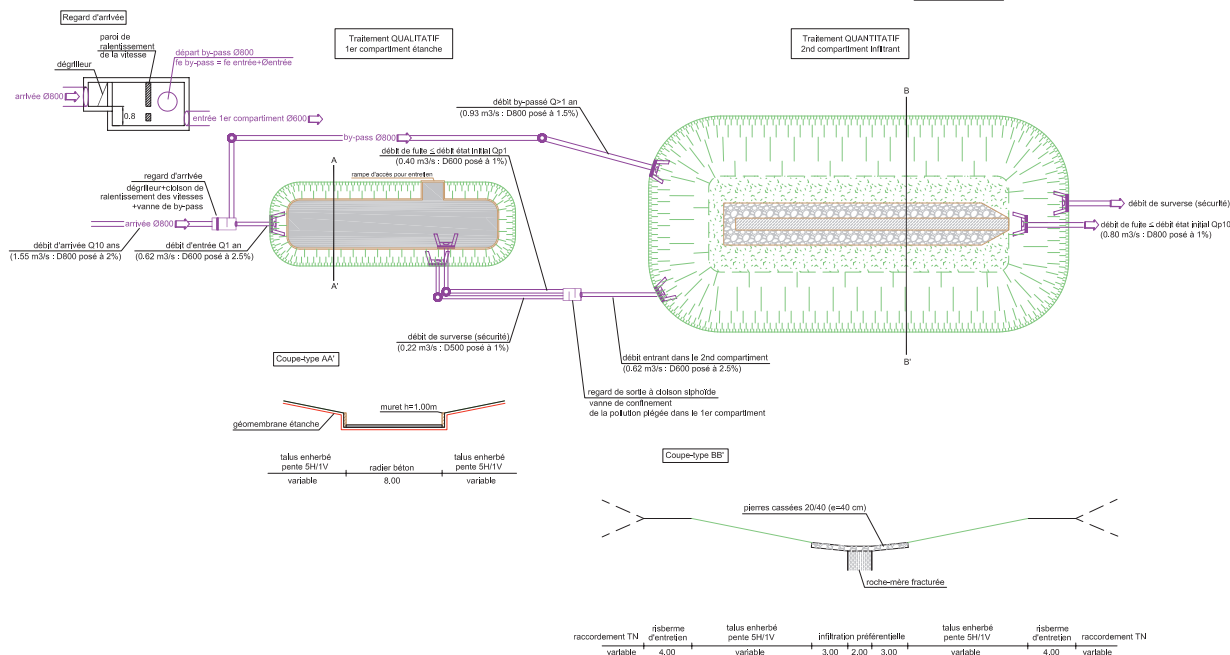 Regard d'arrivée
paroi de
ralentissement
de la vitesse
dégrilleur
départ by-pass Ø800
fe by-pass = fe entrée+Øentrée
arrivée Ø800
0.8
entrée 1er compartiment Ø600
Traitement QUALITATIF
1er compartiment étanche
Traitement QUANTITATIF
2nd compartiment Infiltrant
débit by-passé Q>1 an
(0.93 m3/s : D800 posé à 1.5%)
B
by-pass Ø800
débit de fuite ≤ débit état initial Qp1
(0.40 m3/s : D600 posé à 1%)
A
rampe d'accès pour entretien
regard d'arrivée
dégrilleur+cloison de
ralentissement des vitesses
+vanne de by-pass
arrivée Ø800
débit d'arrivée Q10 ans
(1.55 m3/s : D800 posé à 2%)
débit d'entrée Q1 an
(0.62 m3/s : D600 posé à 2.5%)
A'
débit de surverse (sécurité)
débit de fuite ≤ débit état initial Qp10
(0.80 m3/s : D800 posé à 1%)
débit de surverse (sécurité)
(0,22 m3/s : D500 posé à 1%)
débit entrant dans le 2nd compartiment
(0.62 m3/s : D600 posé à 2.5%)
B'
regard de sortie à cloison siphoïde
vanne de confinement
de la pollution piégée dans le 1er compartiment
Coupe-type AA'
muret h=1.00m
géomembrane étanche
talus enherbé
pente 5H/1V
radier béton
talus enherbé
pente 5H/1V
variable
8.00
variable
Coupe-type BB'
pierres cassées 20/40 (e=40 cm)
roche-mère fracturée
raccordement TN
risberme
d'entretien
talus enherbé
pente 5H/1V
infiltration préférentielle
talus enherbé
pente 5H/1V
risberme
d'entretien
raccordement TN
variable
4.00
variable
3.00
2.00
3.00
variable
4.00
variable